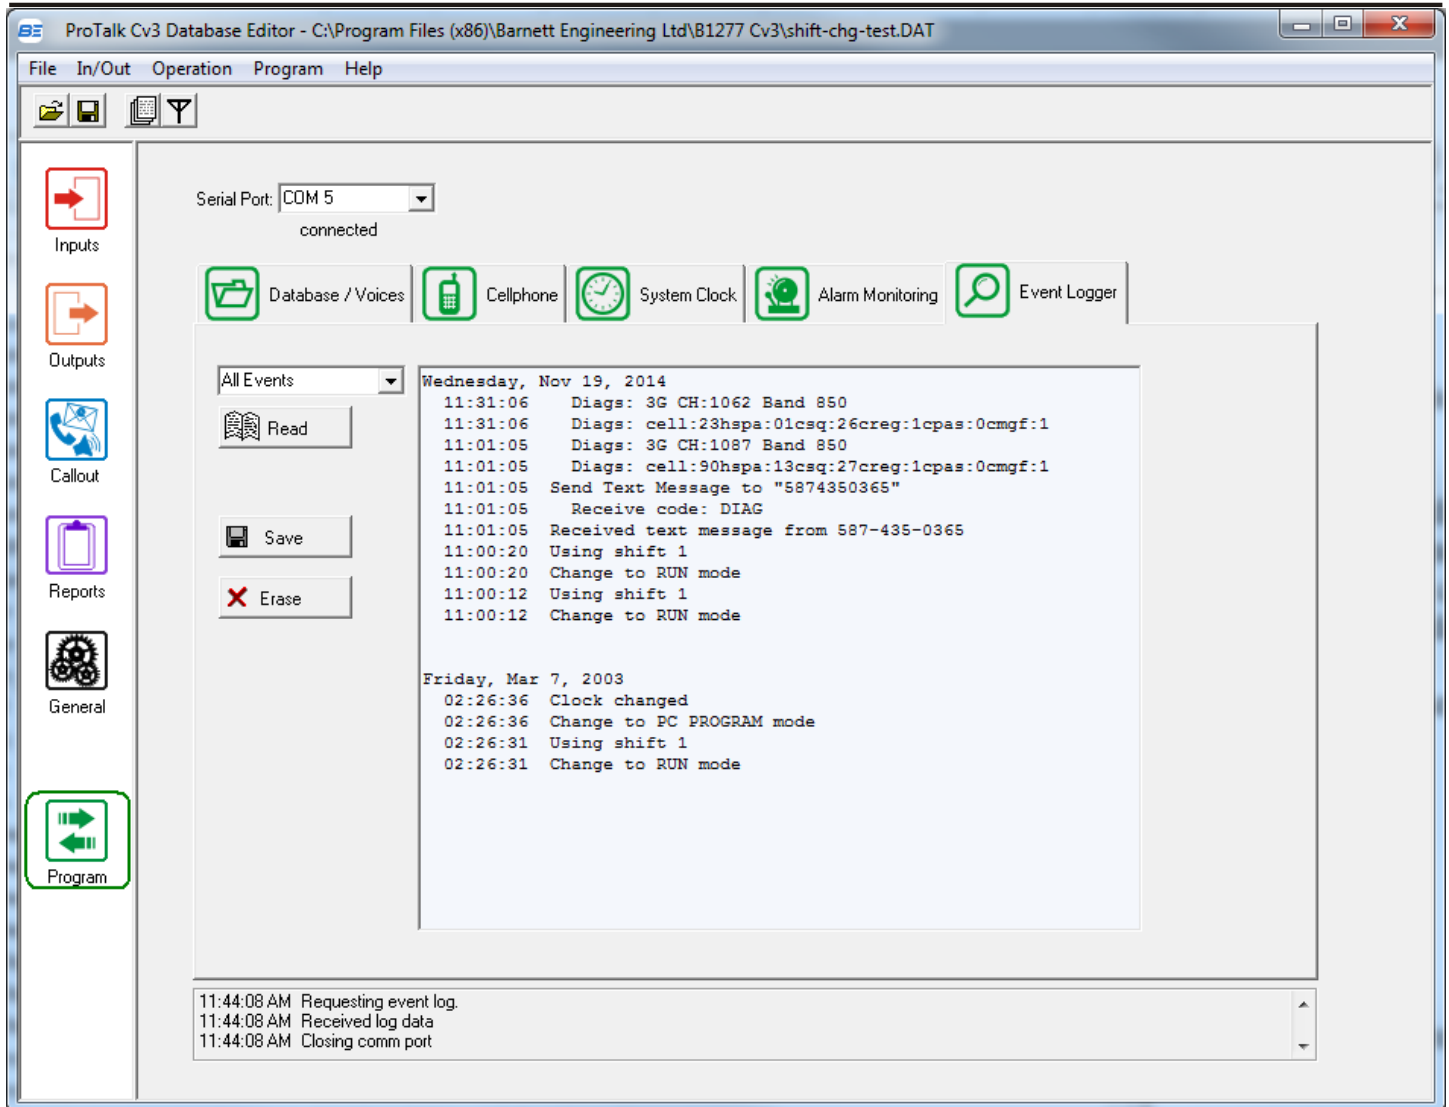 BE ProTalk Cv3 Database Editor - C:\Program Files (x86)\Barnett Engineering Ltd\B1277 Cv3\shift-chg-test.DAT
File In/Out Operation Program Help
Serial Port: COM 5
connected
Inputs
Outputs
Callout
Reports
General
Program
Database / Voices Cellphone System Clock Alarm Monitoring Event Logger
All Events
Read
Save
Erase
Wednesday, Nov 19, 2014
11:31:06 Diags: 3G CH:1062 Band 850
11:31:06 Diags: cell:23hspa:01csq:26creg:1cpas:0cmgf:1
11:01:05 Diags: 3G CH:1087 Band 850
11:01:05 Diags: cell:90hspa:13csq:27creg:1cpas:0cmgf:1
11:01:05 Send Text Message to "5874350365"
11:01:05 Receive code: DIAG
11:01:05 Received text message from 587-435-0365
11:00:20 Using shift 1
11:00:20 Change to RUN mode
11:00:12 Using shift 1
11:00:12 Change to RUN mode
Friday, Mar 7, 2003
02:26:36 Clock changed
02:26:36 Change to PC PROGRAM mode
02:26:31 Using shift 1
02:26:31 Change to RUN mode
11:44:08 AM Requesting event log.
11:44:08 AM Received log data
11:44:08 AM Closing comm port